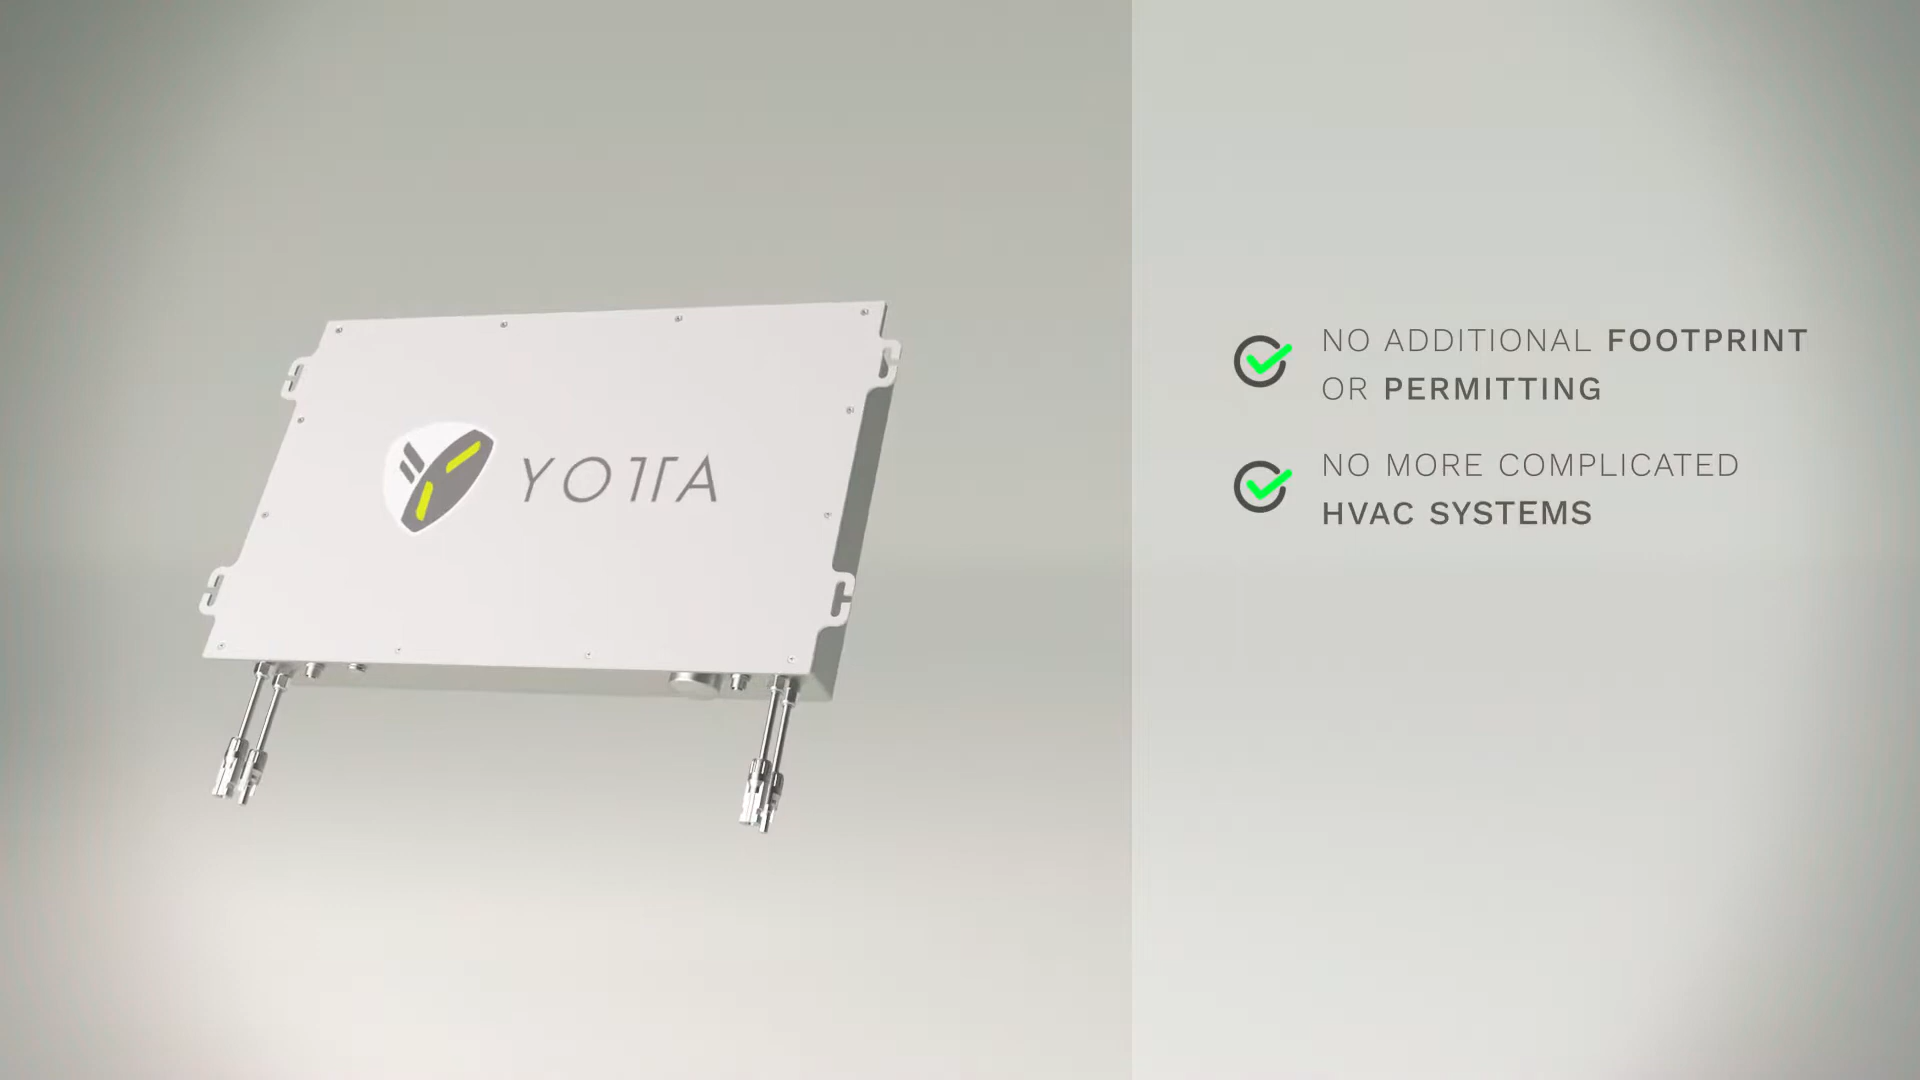 YOTTA
NO ADDITIONAL FOOTPRINT
OR PERMITTING
NO MORE COMPLICATED
HVAC SYSTEMS